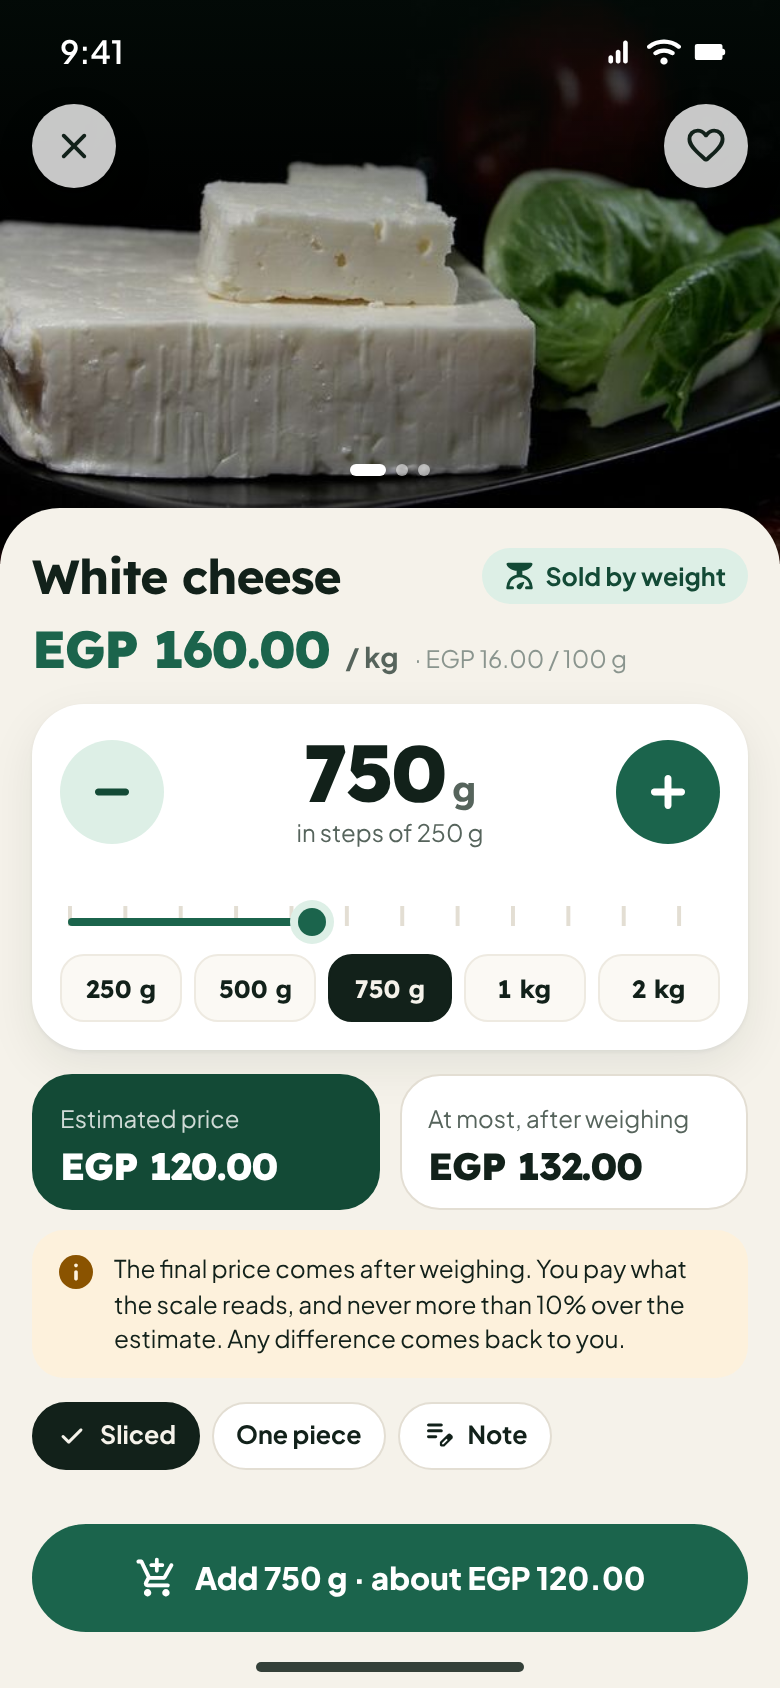 9:41
White cheese
Sold by weight
EGP 160.00 / kg · EGP 16.00 / 100 g
750 g
in steps of 250 g
250 g
500 g
750 g
1 kg
2 kg
Estimated price
EGP 120.00
At most, after weighing
EGP 132.00
The final price comes after weighing. You pay what
the scale reads, and never more than 10% over the
estimate. Any difference comes back to you.
Sliced
One piece
Note
Add 750 g · about EGP 120.00